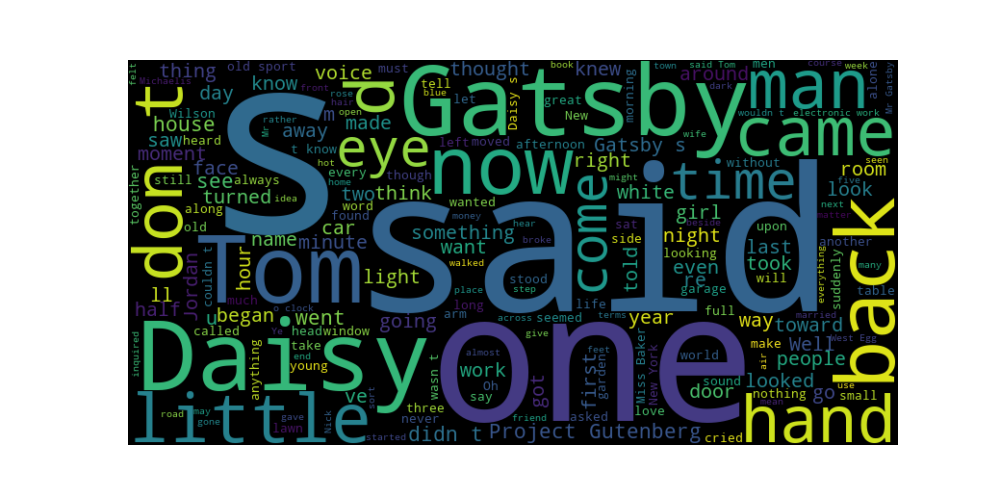 felt
Michaelis
thing
old sport
know
voice
must
thought
knew
book
town
said Tom
men
course
week
around
man
alone
Mr Gatsby
dark
don t
day
Wilson
house
saw
heard
moment
face
still
see
always
turned
together
along
old
S
Mr
rather
away
t know
hot
home
idea
front
rose
hair
open
m
d
made
eye
every
two
though
think
word
found
tell
blue
let
Gatsby
great
Daisy s
New
left
moved
afternoon
Gatsby s
morning
wife
wouldn t
electronic work
came
now
right
might
without
time
room
seen
five
look
next
matter
Tom
said
name
minute
car
something
want
wanted
money
hear
broke
walked
come
white
girl
sat
side
night
looking
told
even
re
garage
beside
upon
last
took
will
another
everything
suddenly
many
table
back
hour
light
stood
step
place
life
long
half
Jordan
couldn t
ll
much
o clock
u
began
went
going
arm
across
seemed
terms
year
full
way
toward
married
West Egg
Well
inquired
Daisy
called
Ye
head
window
take
end
young
anything
ve
wasn t
sort
one
almost
give
feet
work
Oh
say
got
first
garden
world
Miss Baker
New York
door
sound
make
air
looked
nothing
mean
people
go
use
small
little
road
may
gone
gave
lawn
Nick
started
three
never
didn t
friend
asked
love
Project Gutenberg
cried
hand